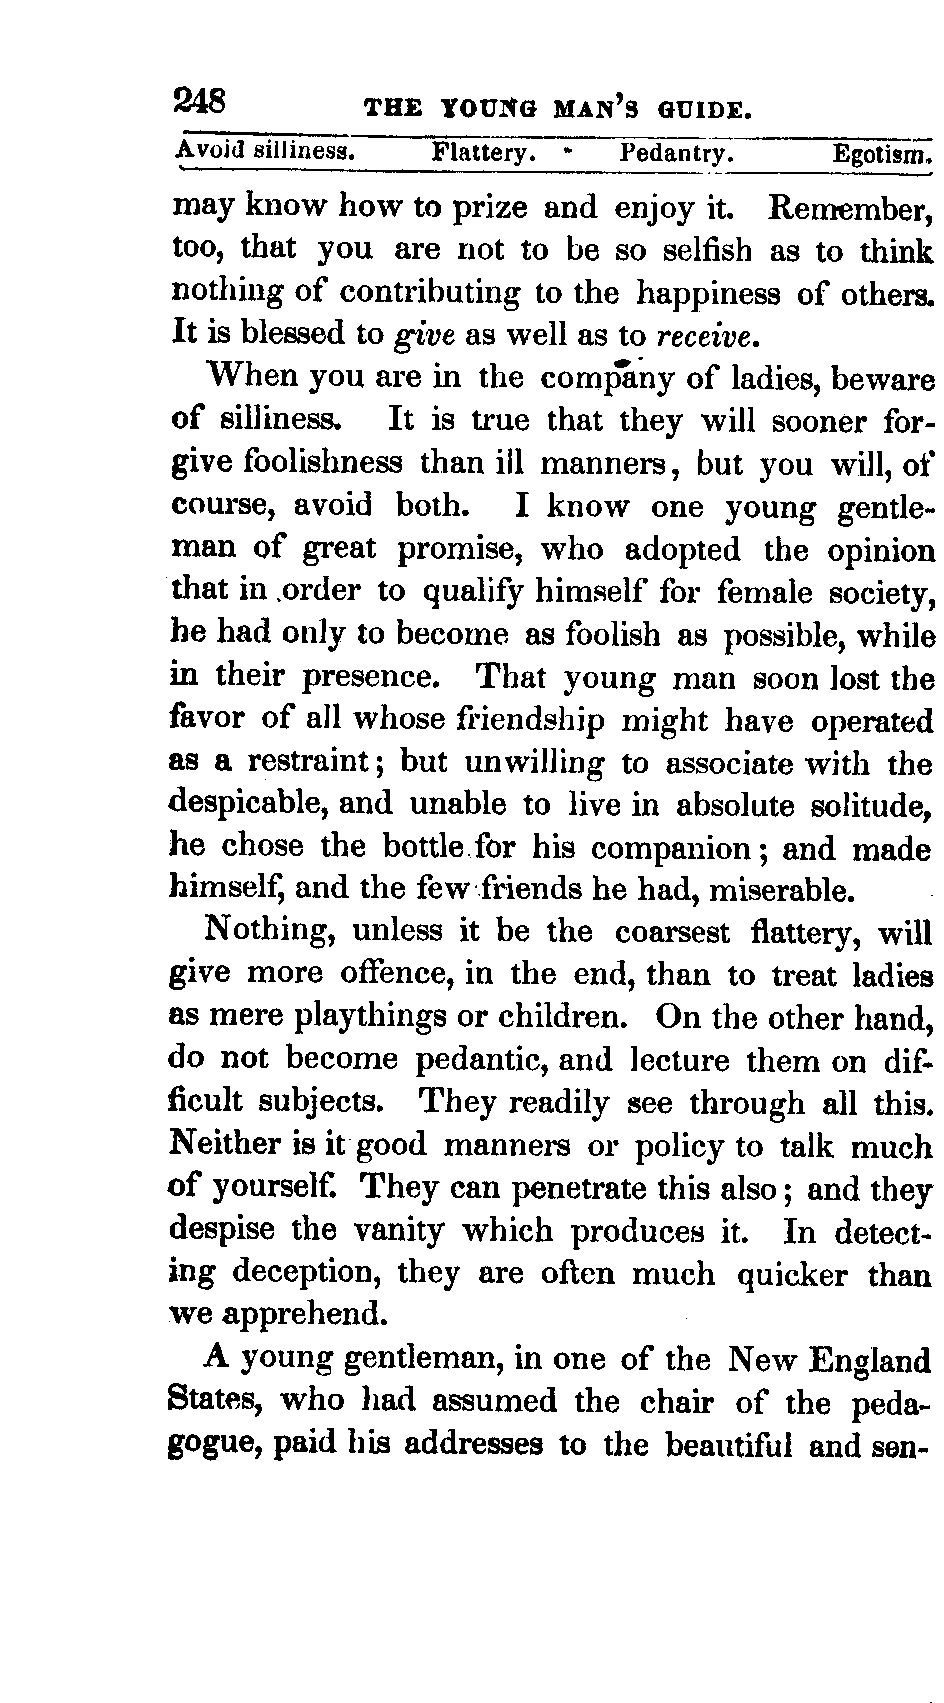 248 THE YOUNG MAN'S GUIDE.
Avoid silliness. Flattery. Pedantry. Egotism.
may know how to prize and enjoy it. Remember,
too, that you are not to be so selfish as to think
nothing of contributing to the happiness of others.
It is blessed to give as well as to receive.
When you are in the company of ladies, beware
of silliness. It is true that they will sooner for-
give foolishness than ill manners, but you will, of
course, avoid both. I know one young gentle-
man of great promise, who adopted the opinion
that in order to qualify himself for female society,
he had only to become as foolish as possible, while
in their presence. That young man soon lost the
favor of all whose friendship might have operated
as a restraint; but unwilling to associate with the
despicable, and unable to live in absolute solitude,
he chose the bottle for his companion; and made
himself, and the few friends he had, miserable.
Nothing, unless it be the coarsest flattery, will
give more offence, in the end, than to treat ladies
as mere playthings or children. On the other hand,
do not become pedantic, and lecture them on dif-
ficult subjects. They readily see through all this.
Neither is it good manners or policy to talk much
of yourself. They can penetrate this also; and they
despise the vanity which produces it. In detect-
ing deception, they are often much quicker than
we apprehend.
A young gentleman, in one of the New England
States, who had assumed the chair of the peda-
gogue, paid his addresses to the beautiful and sen-